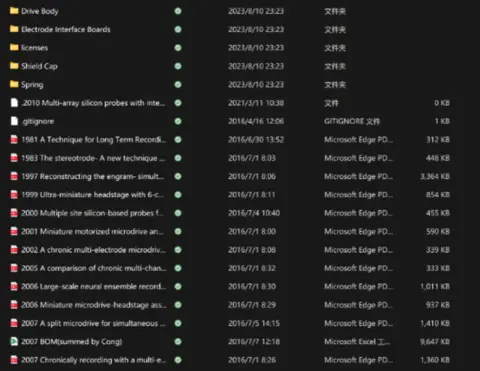 Drive Body 2023/8/10 23:23 文件夹
Electrode Interface Boards 2023/8/10 23:23 文件夹
licenses 2023/8/10 23:23 文件夹
Shield Cap 2023/8/10 23:23 文件夹
Spring 2023/8/10 23:23 文件夹
.2010 Multi-array silicon probes with inte... 2021/3/11 10:38 文件 0 KB
.gitignore 2016/4/16 12:06 GITIGNORE 文件 1 KB
1981 A Technique for Long Term Recordi... 2016/6/30 13:52 Microsoft Edge PD... 312 KB
1983 The stereotrode- A new technique ... 2016/7/1 8:03 Microsoft Edge PD... 448 KB
1997 Reconstructing the engram- simult... 2016/7/1 8:06 Microsoft Edge PD... 3,364 KB
1999 Ultra-miniature headstage with 6-c... 2016/7/1 8:11 Microsoft Edge PD... 854 KB
2000 Multiple site silicon-based probes f... 2016/7/4 10:40 Microsoft Edge PD... 455 KB
2001 Miniature motorized microdrive an... 2016/7/1 8:00 Microsoft Edge PD... 590 KB
2002 A chronic multi-electrode microdriv... 2016/7/1 8:08 Microsoft Edge PD... 339 KB
2005 A comparison of chronic multi-chan... 2016/7/1 8:32 Microsoft Edge PD... 333 KB
2006 Large-scale neural ensemble record... 2016/7/1 8:30 Microsoft Edge PD... 1,011 KB
2006 Miniature microdrive-headstage ass... 2016/7/1 8:29 Microsoft Edge PD... 937 KB
2007 A split microdrive for simultaneous ... 2016/7/5 14:15 Microsoft Edge PD... 1,410 KB
2007 BOM(summed by Cong) 2016/7/7 12:18 Microsoft Excel 工... 9,647 KB
2007 Chronically recording with a multi-e... 2016/7/1 8:26 Microsoft Edge PD... 1,360 KB